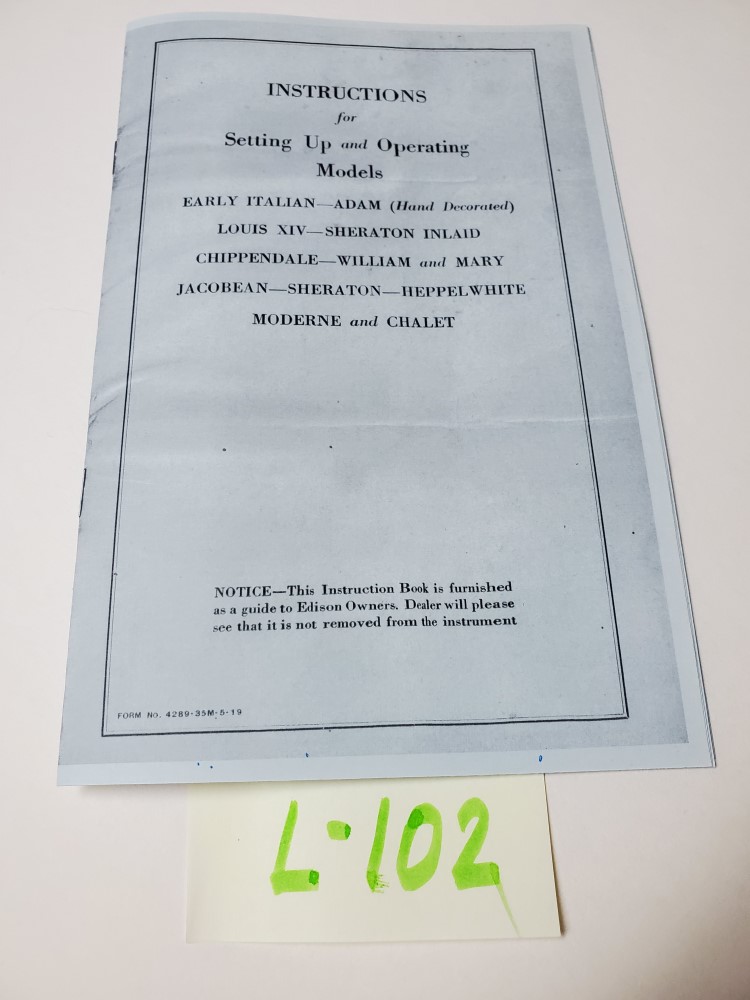 INSTRUCTIONS
for
Setting Up and Operating
Models
EARLY ITALIAN—ADAM (Hand Decorated)
LOUIS XIV—SHERATON INLAID
CHIPPENDALE—WILLIAM and MARY
JACOBEAN—SHERATON—HEPPELWHITE
MODERNE and CHALET
NOTICE—This Instruction Book is furnished
as a guide to Edison Owners. Dealer will please
see that it is not removed from the instrument
FORM NO. 4289-35M-5-19
L-102